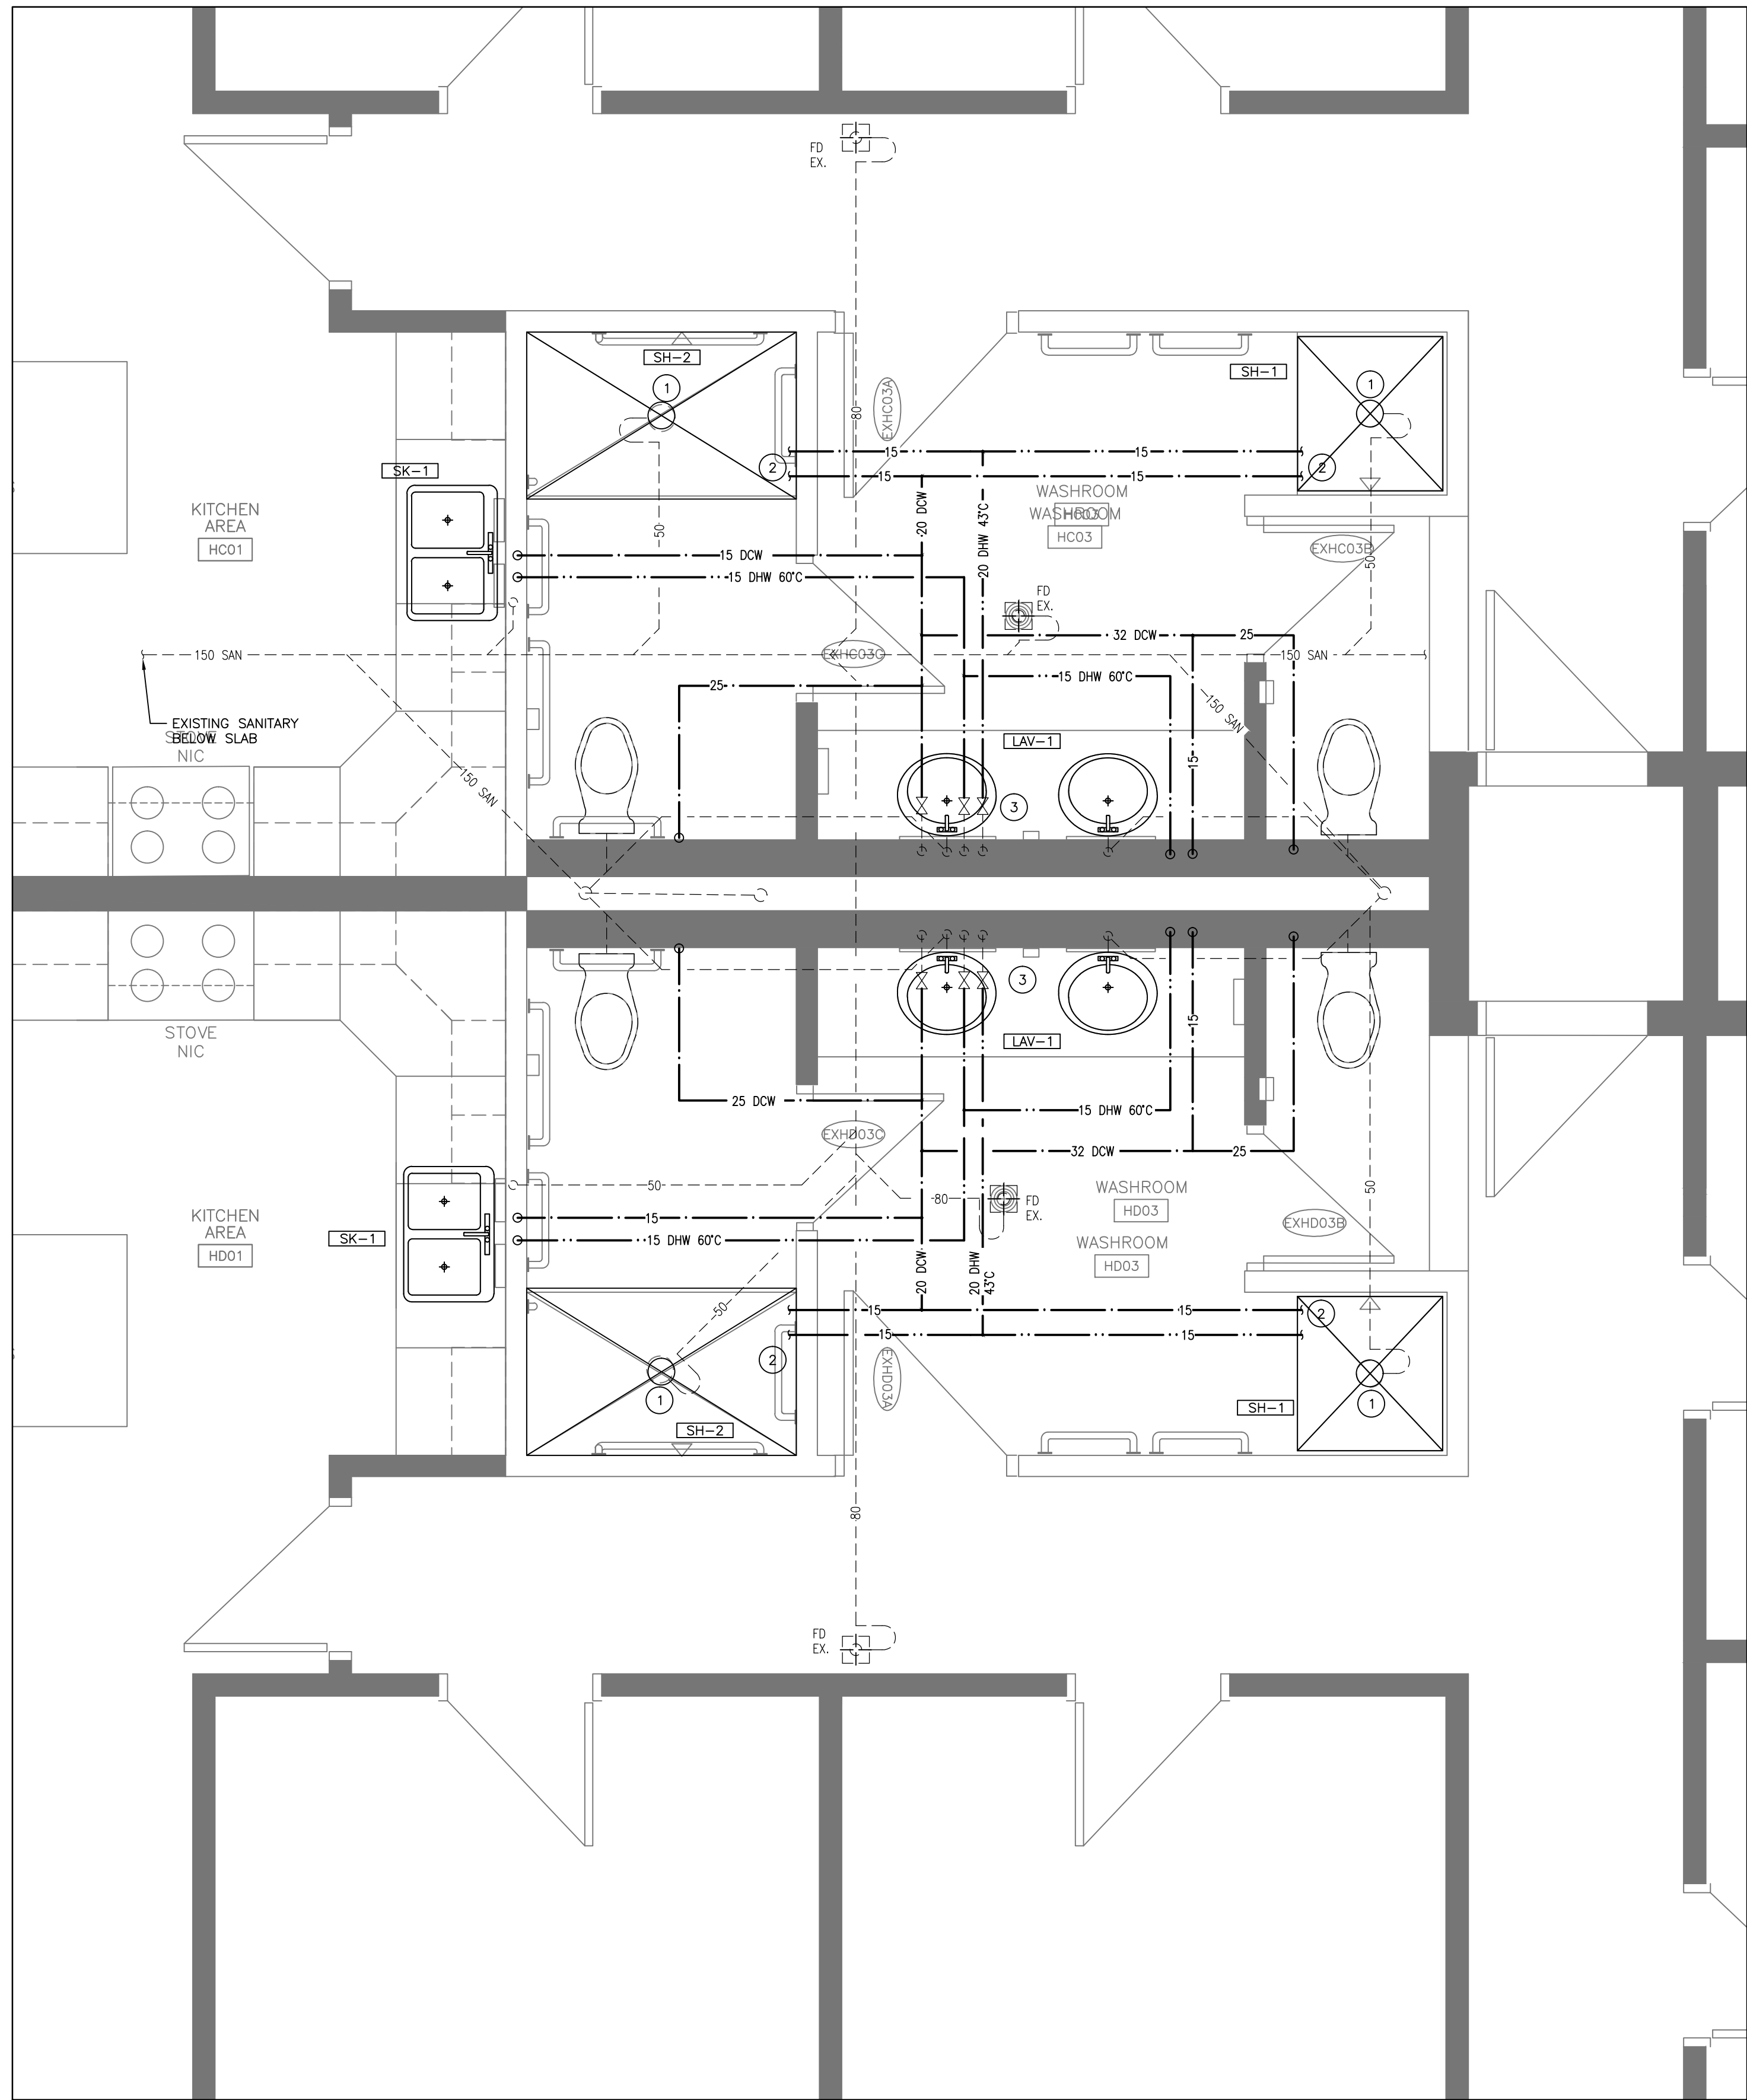 FD
EX.
SH-2
1
SH-1
1
EXHC03A
80
15
15
2
2
15
15
SK-1
KITCHEN
AREA
HC01
WASHROOM
WASHROOM
HC03
20 DCW
20 DHW 43°C
50
15 DCW
15 DHW 60°C
EXHC03B
50
FD
EX.
32 DCW
25
150 SAN
EXHC03C
150 SAN
15 DHW 60°C
25
150 SAN
EXISTING SANITARY
BELOW SLAB
STOVE
NIC
LAV-1
150 SAN
15
3
3
15
STOVE
NIC
LAV-1
25 DCW
15 DHW 60°C
EXHD03C
32 DCW
25
50
50
80
FD
EX.
WASHROOM
HD03
KITCHEN
AREA
HD01
SK-1
15
15 DHW 60°C
EXHD03B
WASHROOM
HD03
20 DCW
20 DHW
43°C
50
15
15
2
15
15
2
EXHD03A
1
SH-2
SH-1
1
80
FD
EX.